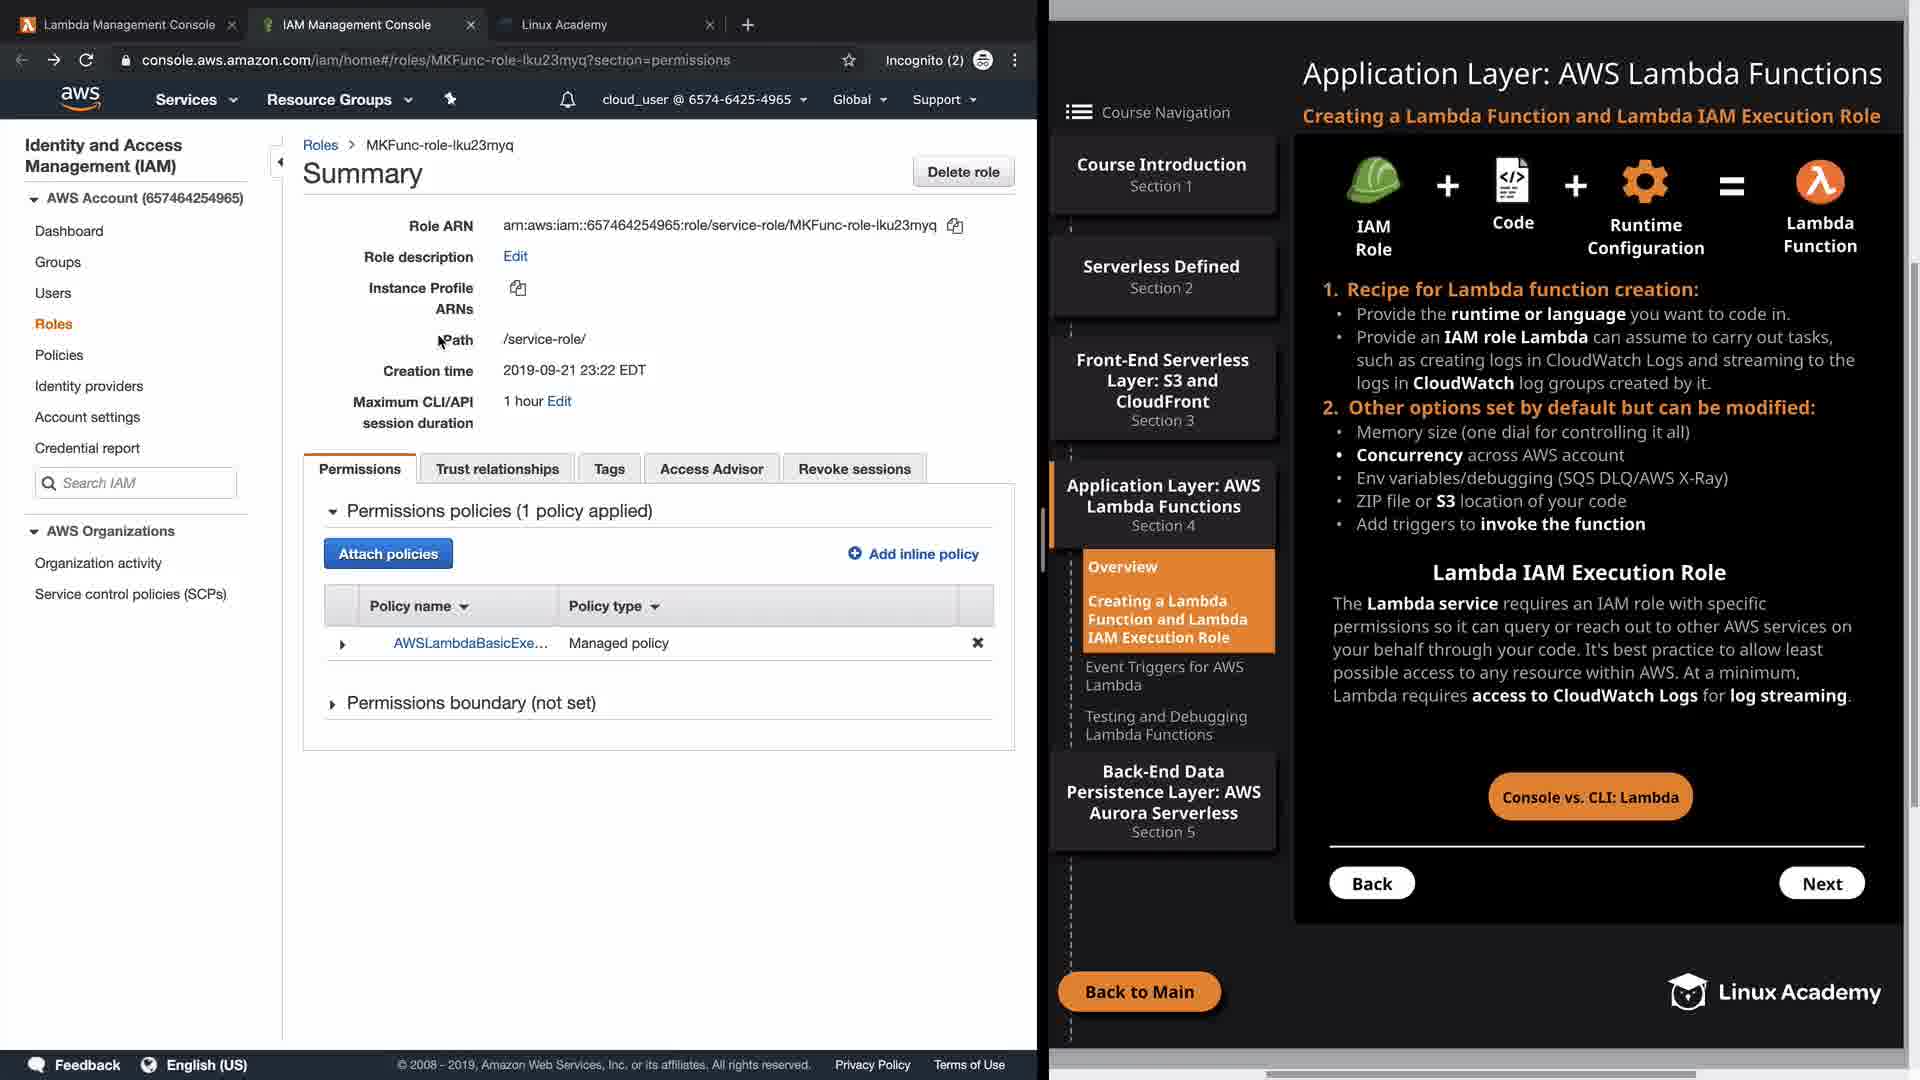 Lambda Management Console
IAM Management Console
Linux Academy
console.aws.amazon.com/iam/home#/roles/MKFunc-role-lku23myq?section=permissions
Incognito (2)
aws
Services
Resource Groups
cloud_user @ 6574-6425-4965
Global
Support
Identity and Access
Management (IAM)
AWS Account (657464254965)
Dashboard
Groups
Users
Roles
Policies
Identity providers
Account settings
Credential report
Search IAM
AWS Organizations
Organization activity
Service control policies (SCPs)
Roles > MKFunc-role-lku23myq
Summary
Delete role
Role ARN arn:aws:iam::657464254965:role/service-role/MKFunc-role-lku23myq
Role description Edit
Instance Profile
ARNs
Path /service-role/
Creation time 2019-09-21 23:22 EDT
Maximum CLI/API 1 hour Edit
session duration
Permissions
Trust relationships
Tags
Access Advisor
Revoke sessions
Permissions policies (1 policy applied)
Attach policies
Add inline policy
Policy name
Policy type
AWSLambdaBasicExe... Managed policy
Permissions boundary (not set)
Feedback
English (US)
© 2008 - 2019, Amazon Web Services, Inc. or its affiliates. All rights reserved.
Privacy Policy
Terms of Use
Application Layer: AWS Lambda Functions
Course Navigation
Creating a Lambda Function and Lambda IAM Execution Role
Course Introduction
Section 1
Serverless Defined
Section 2
Front-End Serverless
Layer: S3 and
CloudFront
Section 3
Application Layer: AWS
Lambda Functions
Section 4
Overview
Creating a Lambda
Function and Lambda
IAM Execution Role
Event Triggers for AWS
Lambda
Testing and Debugging
Lambda Functions
Back-End Data
Persistence Layer: AWS
Aurora Serverless
Section 5
Back to Main
IAM
Role
+
</>
Code
+
Runtime
Configuration
=
λ
Lambda
Function
1. Recipe for Lambda function creation:
• Provide the runtime or language you want to code in.
• Provide an IAM role Lambda can assume to carry out tasks,
such as creating logs in CloudWatch Logs and streaming to the
logs in CloudWatch log groups created by it.
2. Other options set by default but can be modified:
• Memory size (one dial for controlling it all)
• Concurrency across AWS account
• Env variables/debugging (SQS DLQ/AWS X-Ray)
• ZIP file or S3 location of your code
• Add triggers to invoke the function
Lambda IAM Execution Role
The Lambda service requires an IAM role with specific
permissions so it can query or reach out to other AWS services on
your behalf through your code. It's best practice to allow least
possible access to any resource within AWS. At a minimum,
Lambda requires access to CloudWatch Logs for log streaming.
Console vs. CLI: Lambda
Back
Next
Linux Academy